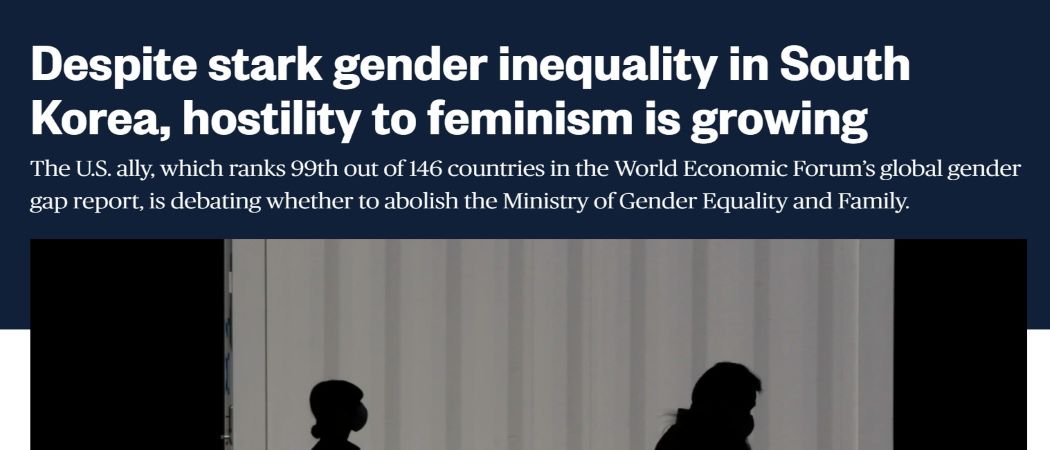 Despite stark gender inequality in South
Korea, hostility to feminism is growing
The U.S. ally, which ranks 99th out of 146 countries in the World Economic Forum’s global gender
gap report, is debating whether to abolish the Ministry of Gender Equality and Family.